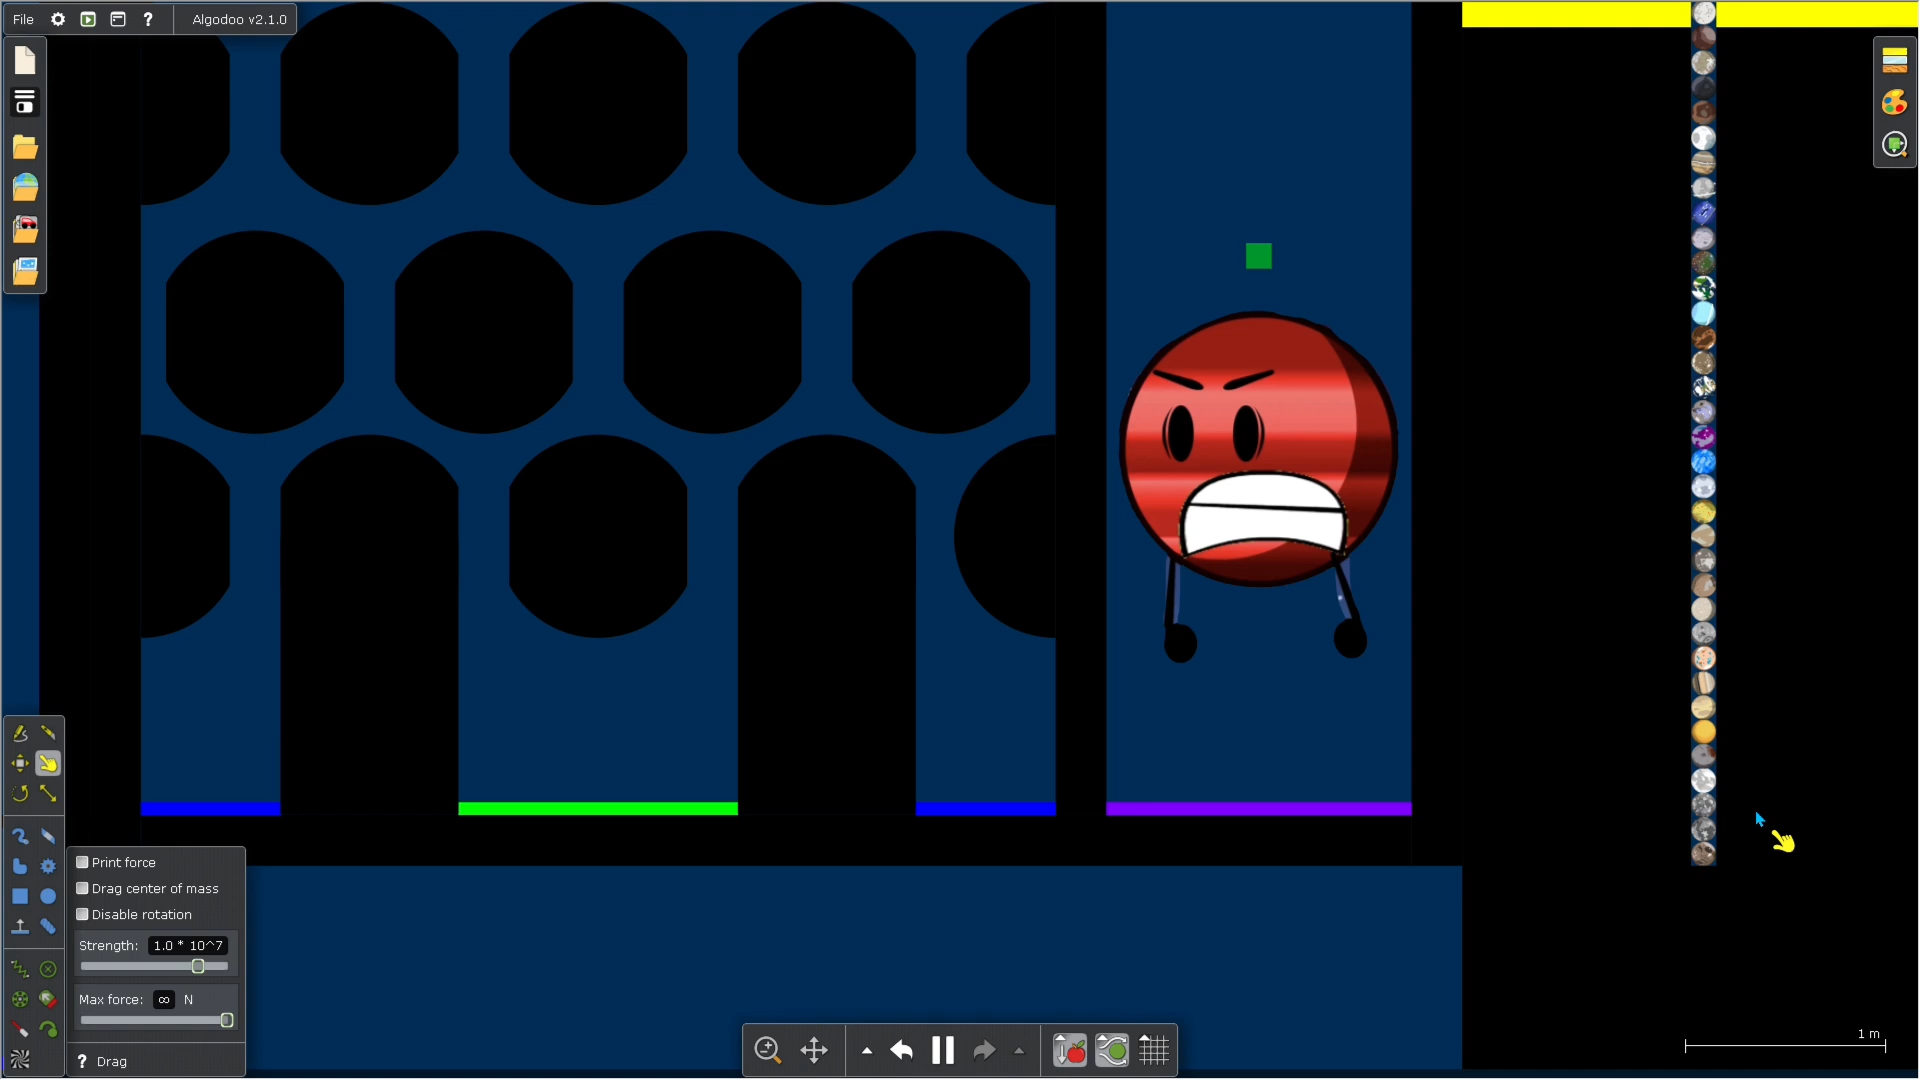 File ? Algodoo v2.1.0
Print force
Drag center of mass
Disable rotation
Strength: 1.0 * 10^7
Max force: ∞ N
? Drag
1 m